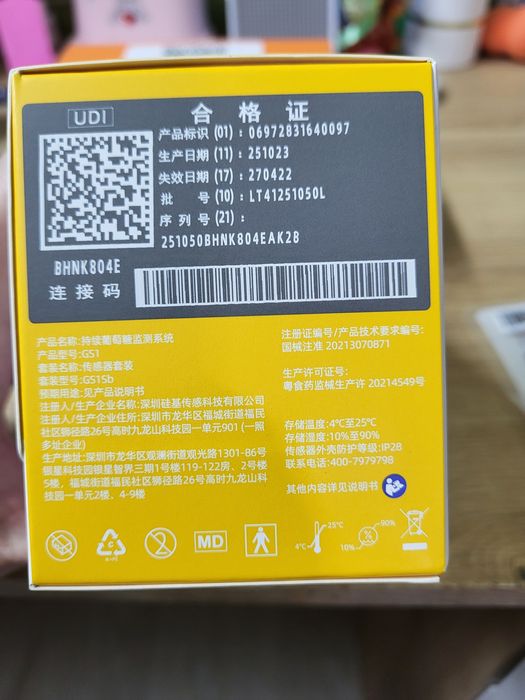 UDI
合格证
产品标识 (01) : 06972831640097
生产日期 (11) : 251023
失效日期 (17) : 270422
批 号 (10) : LT41251050L
序列号 (21) :
251050BHNK804EAK2B
BHNK804E
连接码
产品名称:持续葡萄糖监测系统
产品型号:GS1
套装名称:传感器套装
套装型号:GS1Sb
预期用途:见产品说明书
注册人/生产企业名称:深圳硅基传感科技有限公司
注册人/生产企业住所:深圳市龙华区福城街道福民
社区狮径路26号高时九龙山科技园一单元901 (一照
多址企业)
生产地址:深圳市龙华区观澜街道观光路1301-86号
银星科技园银星智界三期1号楼119-122房、2号楼
5楼, 福城街道福民社区狮径路26号高时九龙山科
技园一单元2楼、4-9楼
注册证编号/产品技术要求编号:
国械注准 20213070871
生产许可证号:
粤食药监械生产许 20214549号
存储温度:4℃至25℃
存储湿度:10%至90%
传感器外壳防护等级:IP28
联系电话:400-7979798
其他内容详见说明书
2
MD
4℃
25℃
10%
90%